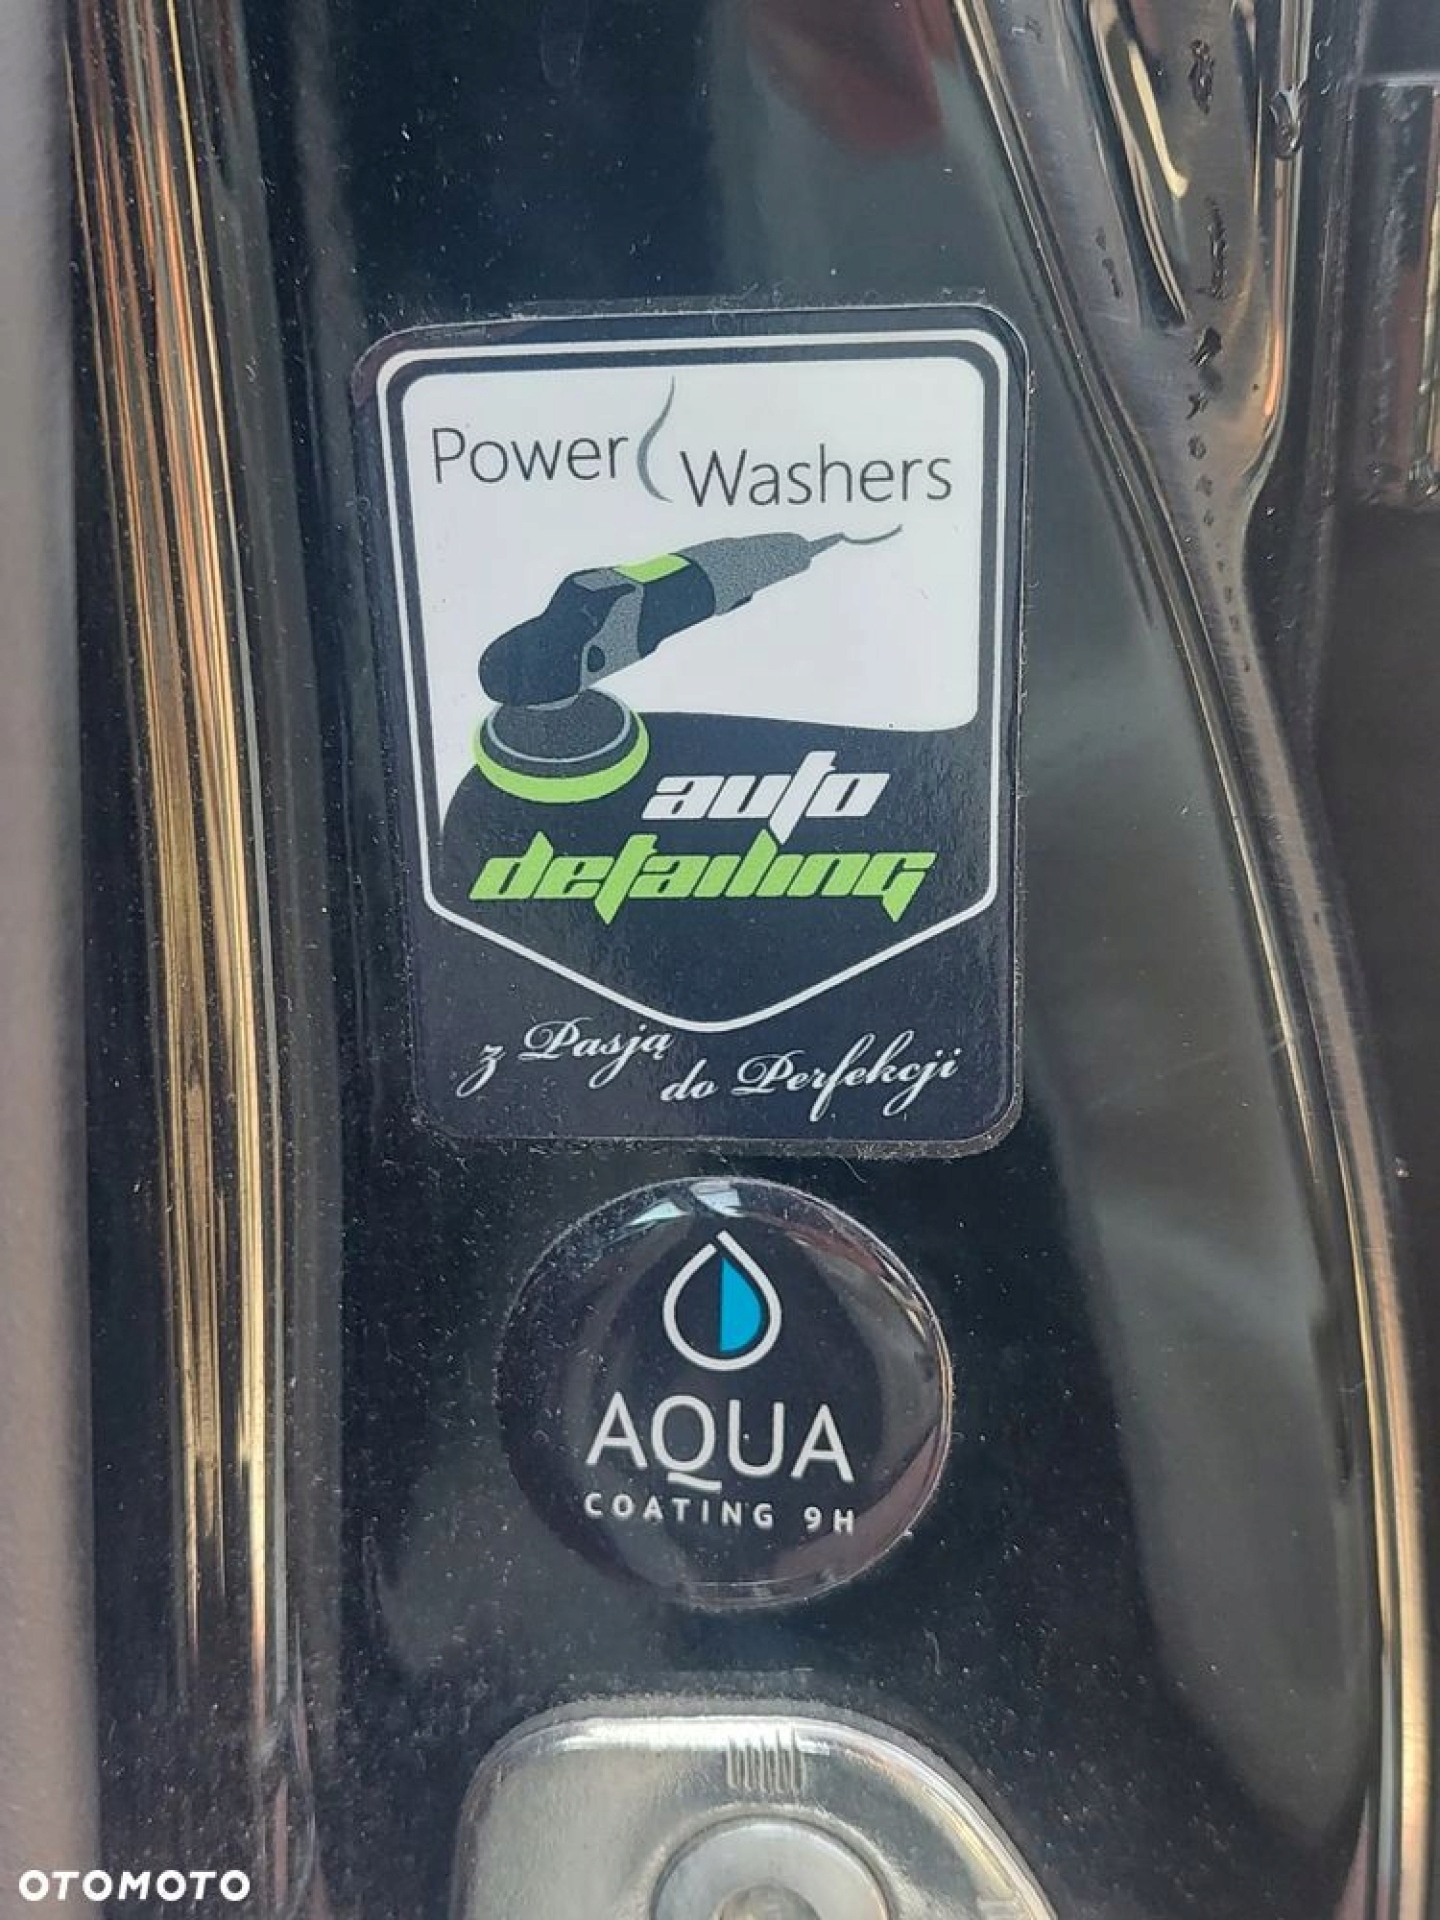 Power Washers
auto
detailing
z Pasją
do Perfekcji
AQUA
COATING 9H
OTOMOTO